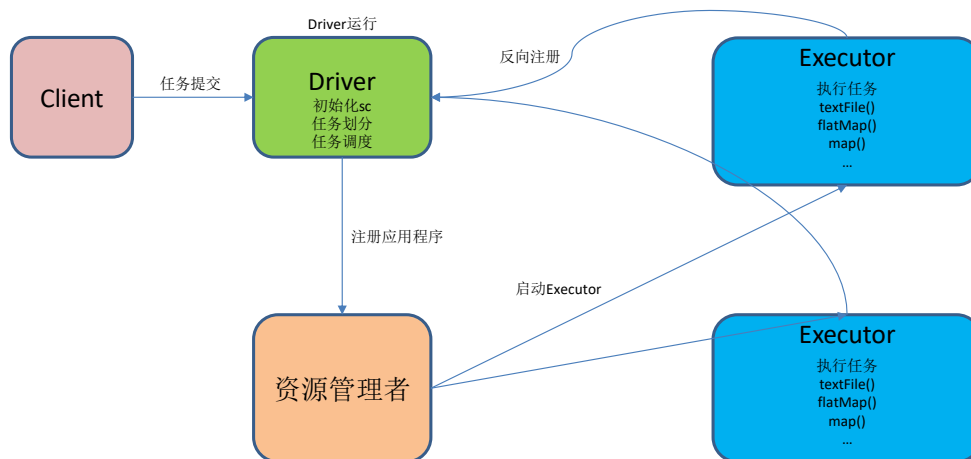 Driver运行
Client
任务提交
Driver
初始化sc
任务划分
任务调度
反向注册
Executor
执行任务
textFile()
flatMap()
map()
...
注册应用程序
启动Executor
资源管理者
Executor
执行任务
textFile()
flatMap()
map()
...